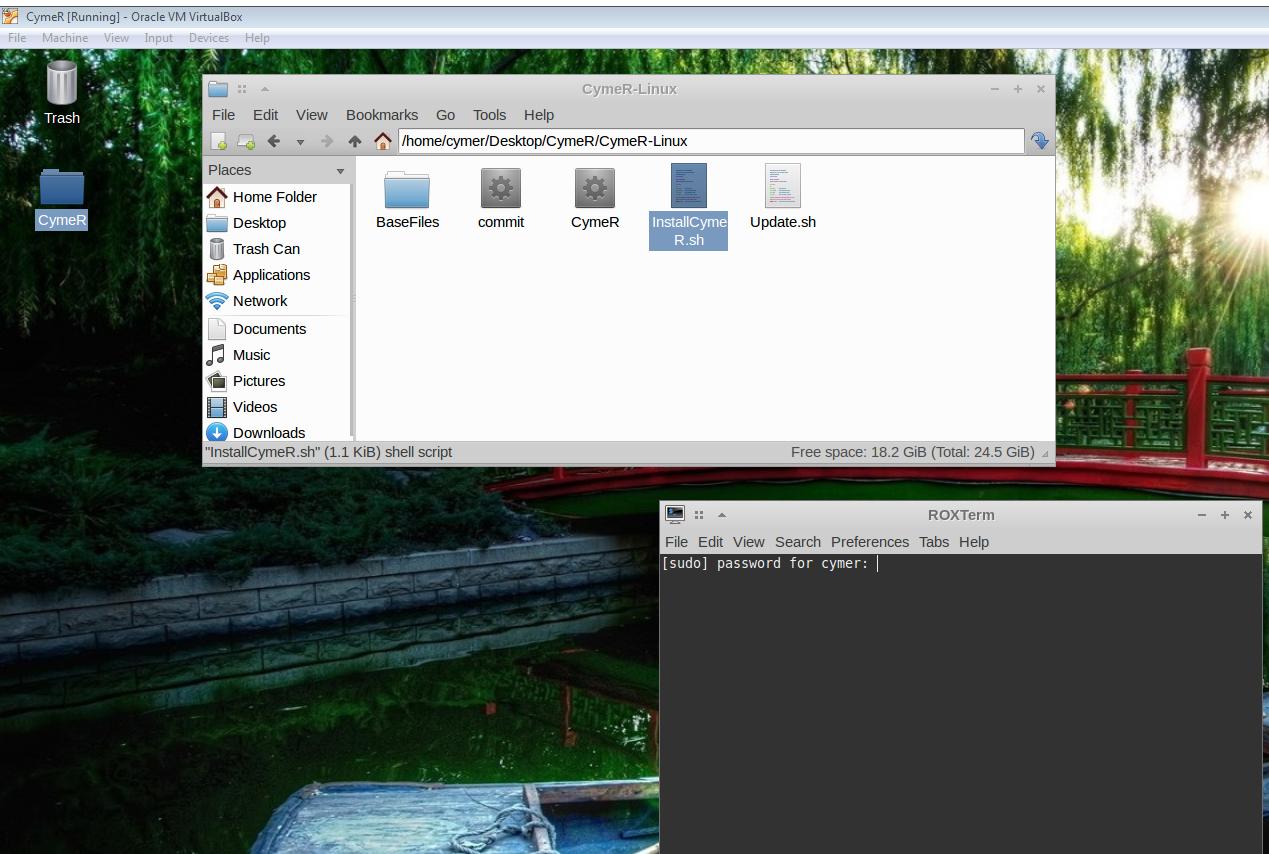 CymeR [Running] - Oracle VM VirtualBox
File Machine View Input Devices Help
Trash
CymeR
CymeR-Linux
File Edit View Bookmarks Go Tools Help
/home/cymer/Desktop/CymeR/CymeR-Linux
Places
Home Folder
Desktop
Trash Can
Applications
Network
Documents
Music
Pictures
Videos
Downloads
BaseFiles
commit
CymeR
InstallCyme
R.sh
Update.sh
"InstallCymeR.sh" (1.1 KiB) shell script
Free space: 18.2 GiB (Total: 24.5 GiB)
ROXTerm
File Edit View Search Preferences Tabs Help
[sudo] password for cymer: